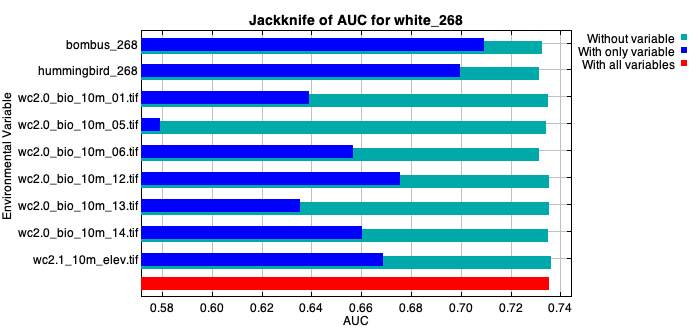 Jackknife of AUC for white_268
Environmental Variable
bombus_268
hummingbird_268
wc2.0_bio_10m_01.tif
wc2.0_bio_10m_05.tif
wc2.0_bio_10m_06.tif
wc2.0_bio_10m_12.tif
wc2.0_bio_10m_13.tif
wc2.0_bio_10m_14.tif
wc2.1_10m_elev.tif
0.58 0.60 0.62 0.64 0.66 0.68 0.70 0.72 0.74
AUC
Without variable
With only variable
With all variables